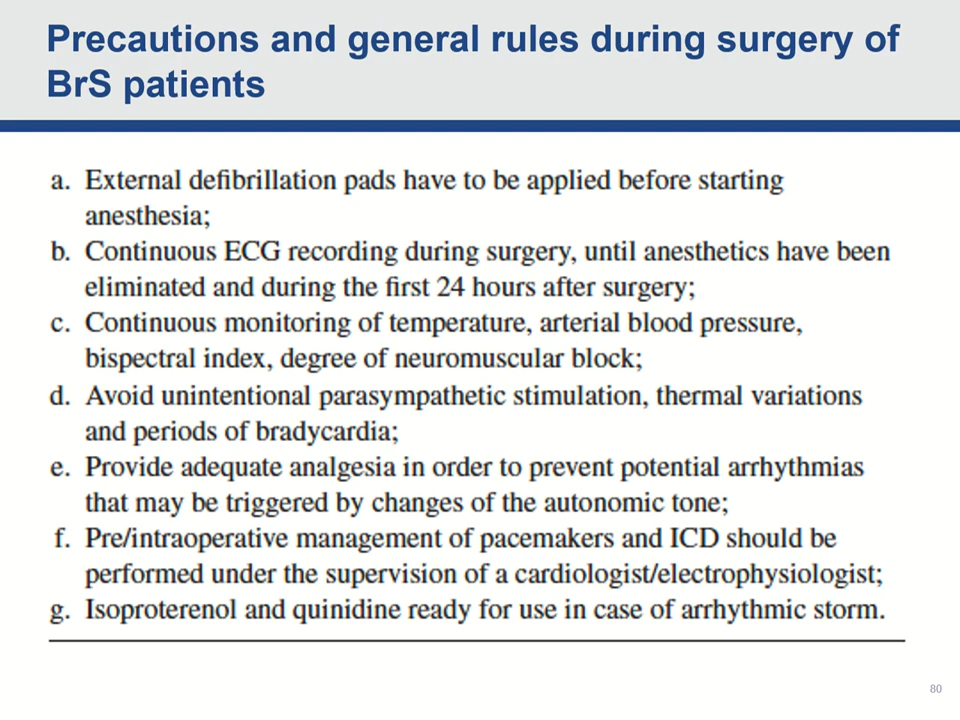 Precautions and general rules during surgery of
BrS patients
a. External defibrillation pads have to be applied before starting
anesthesia;
b. Continuous ECG recording during surgery, until anesthetics have been
eliminated and during the first 24 hours after surgery;
c. Continuous monitoring of temperature, arterial blood pressure,
bispectral index, degree of neuromuscular block;
d. Avoid unintentional parasympathetic stimulation, thermal variations
and periods of bradycardia;
e. Provide adequate analgesia in order to prevent potential arrhythmias
that may be triggered by changes of the autonomic tone;
f. Pre/intraoperative management of pacemakers and ICD should be
performed under the supervision of a cardiologist/electrophysiologist;
g. Isoproterenol and quinidine ready for use in case of arrhythmic storm.
80